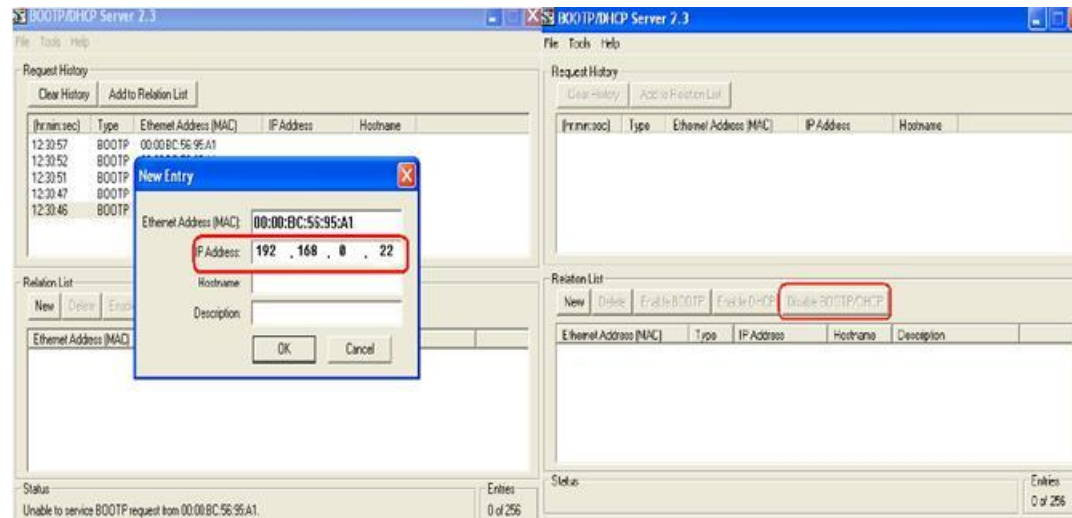 BOOTP/DHCP Server 2.3
File Tools Help
Request History
Clear History Add to Relation List
(hr:min:sec) Type Ethernet Address (MAC) IP Address Hostname
12:30:57 BOOTP 00:00:BC:56:95:A1
12:30:52 BOOTP
12:30:51 BOOTP
12:30:47 BOOTP
12:30:46 BOOTP
New Entry
Ethernet Address (MAC): 00:00:BC:56:95:A1
IP Address: 192 . 168 . 0 . 22
Hostname:
Description:
OK Cancel
Relation List
New Delete
Ethernet Address (MAC)
Status
Unable to service BOOTP request from 00:00:BC:56:95:A1.
Entries
0 of 256
BOOTP/DHCP Server 2.3
File Tools Help
Request History
Clear History Add to Relation List
(hr:min:sec) Type Ethernet Address (MAC) IP Address Hostname
Relation List
New Delete Enable BOOTP Enable DHCP Disable BOOTP/DHCP
Ethernet Address (MAC) Type IP Address Hostname Description
Status
Entries
0 of 256